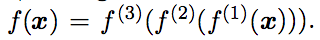 f(x) = f⁽³⁾(f⁽²⁾(f⁽¹⁾(x))).